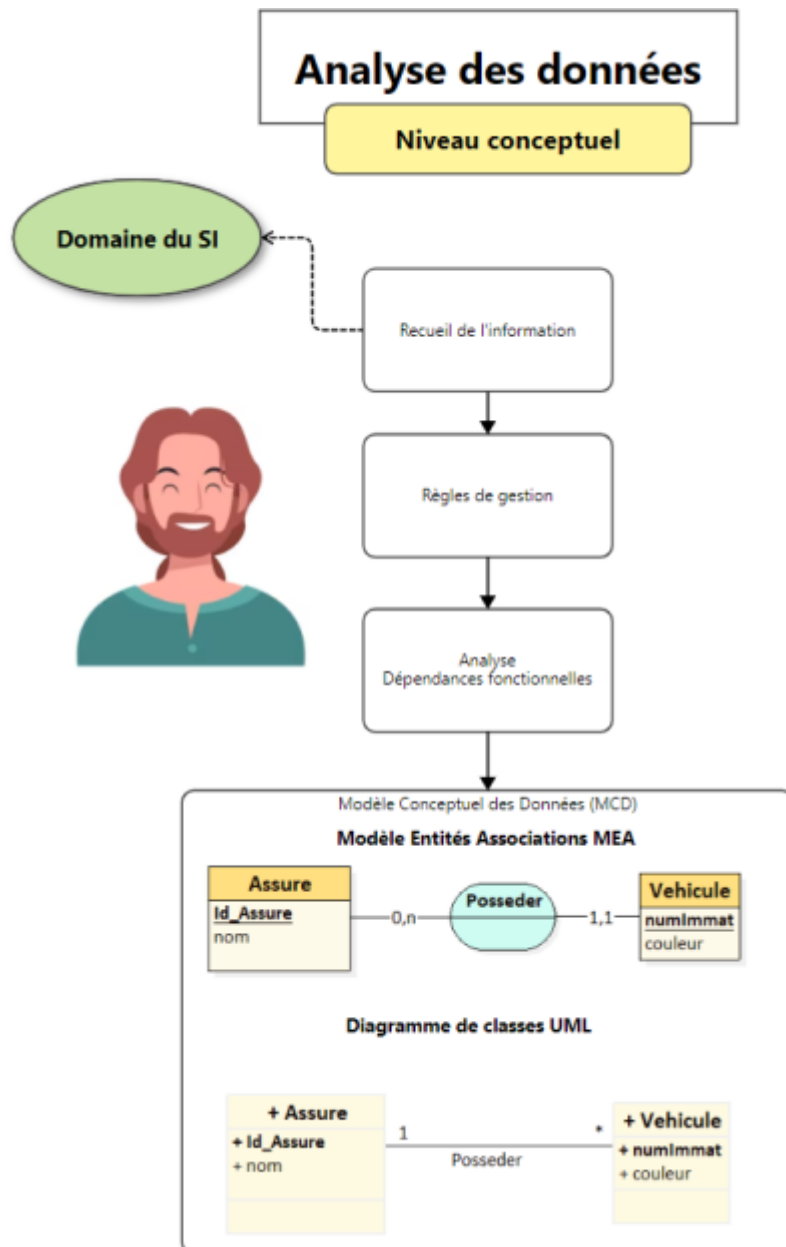 Analyse des données
Niveau conceptuel
Domaine du SI
Recueil de l'information
Règles de gestion
Analyse
Dépendances fonctionnelles
Modèle Conceptuel des Données (MCD)
Modèle Entités Associations MEA
Assure
Id_Assure
nom
0,n
Posseder
1,1
Vehicule
numImmat
couleur
Diagramme de classes UML
+ Assure
+ Id_Assure
+ nom
1
Posseder
*
+ Vehicule
+ numImmat
+ couleur